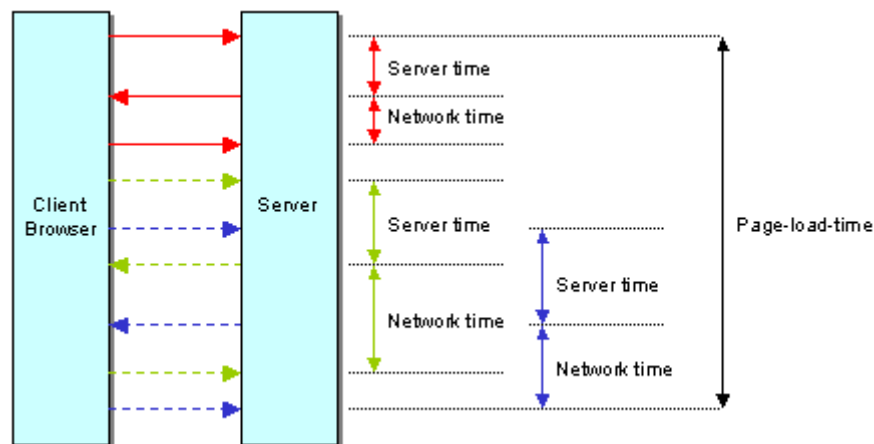 Client
Browser
Server
Server time
Network time
Server time
Network time
Server time
Network time
Page-load-time